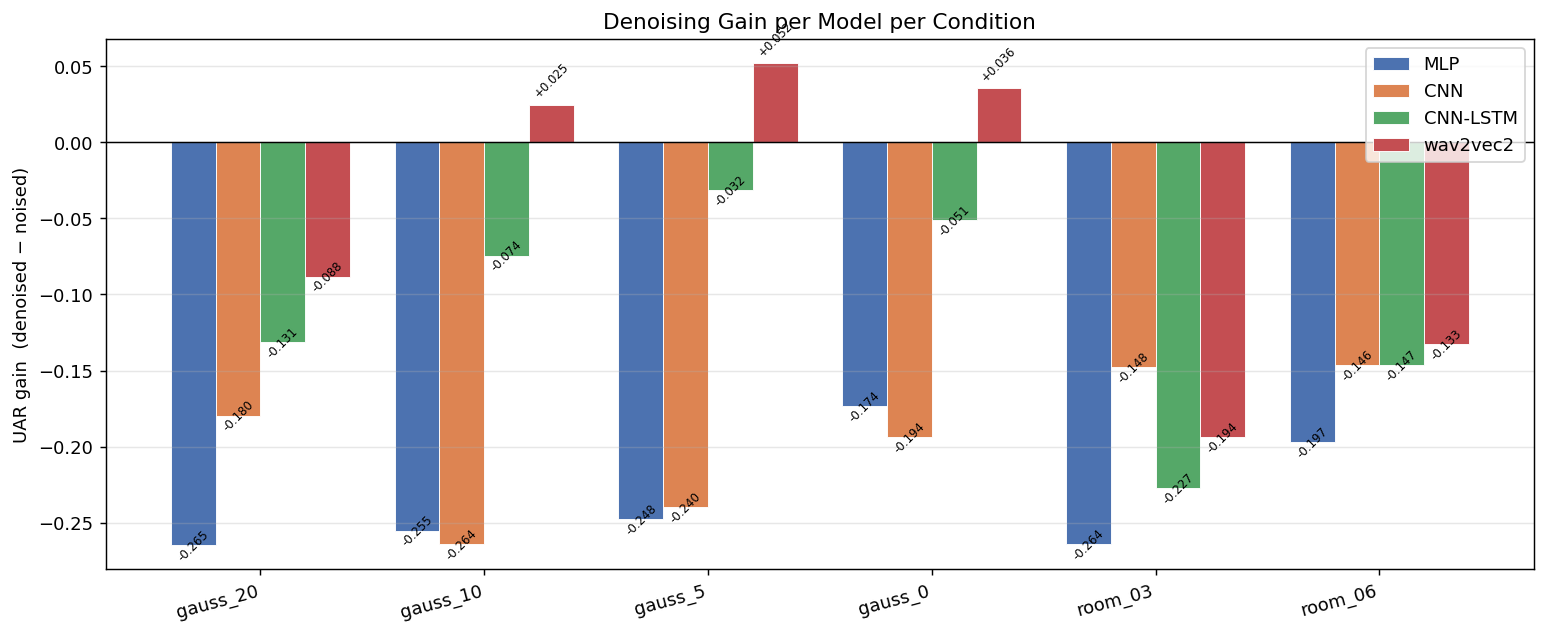 Denoising Gain per Model per Condition
UAR gain (denoised − noised)
0.05
0.00
−0.05
−0.10
−0.15
−0.20
−0.25
MLP
CNN
CNN-LSTM
wav2vec2
-0.265
-0.180
-0.131
-0.088
-0.255
-0.264
-0.074
+0.025
-0.248
-0.240
-0.032
+0.052
-0.174
-0.194
-0.051
+0.036
-0.264
-0.148
-0.227
-0.194
-0.197
-0.146
-0.147
-0.133
gauss_20
gauss_10
gauss_5
gauss_0
room_03
room_06